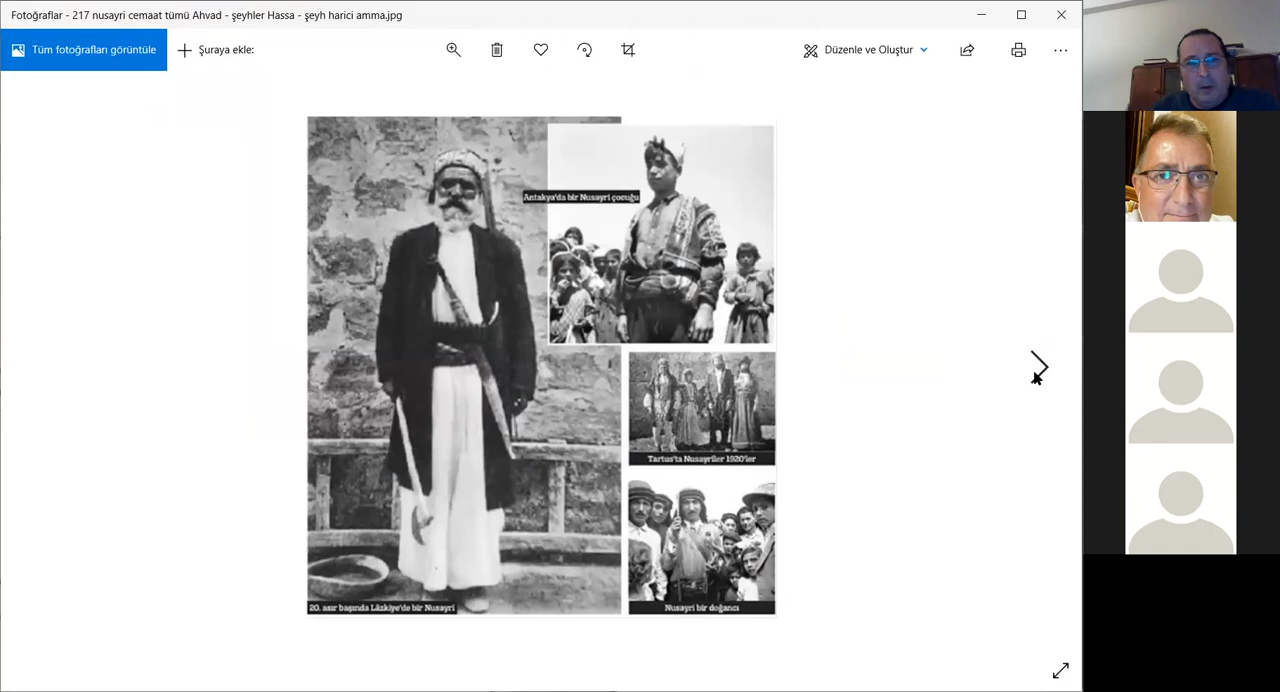 Fotoğraflar - 217 nusayri cemaat tümü Ahvad - şeyhler Hassa - şeyh harici amma.jpg
Tüm fotoğrafları görüntüle
Şuraya ekle:
Düzenle ve Oluştur
Antakya'da bir Nusayri çocuğu
Tartus'ta Nusayriler 1920'ler
20. asır başında Lâzkiye'de bir Nusayri
Nusayri bir doğancı